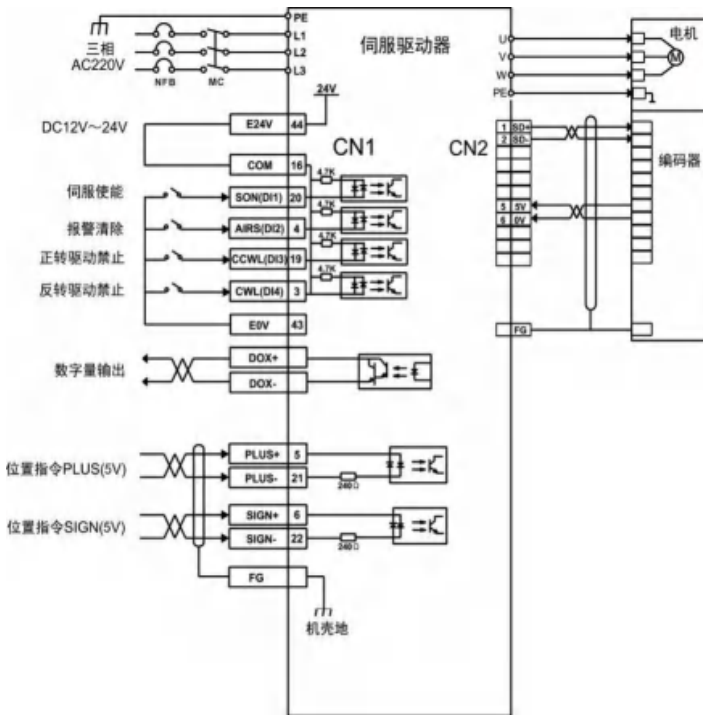 PE
三相
AC220V
NFB
MC
L1
L2
L3
伺服驱动器
U
V
W
PE
电机
M
24V
DC12V～24V
E24V 44
CN1
COM 16
4.7K
伺服使能
SON(DI1) 20
4.7K
报警清除
AIRS(DI2) 4
4.7K
正转驱动禁止
CCWL(DI3) 19
4.7K
反转驱动禁止
CWL(DI4) 3
E0V 43
CN2
1 SD+
2 SD-
5 5V
6 0V
FG
编码器
数字量输出
DOX+
DOX-
位置指令PLUS(5V)
PLUS+ 5
PLUS- 21
240Ω
位置指令SIGN(5V)
SIGN+ 6
SIGN- 22
240Ω
FG
机壳地